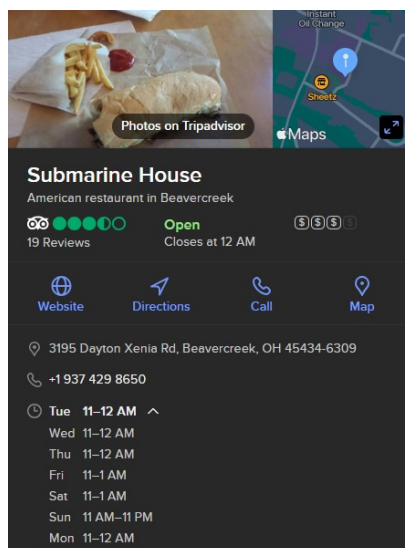 Instant
Oil Change
Sheetz
Photos on Tripadvisor
Maps
Submarine House
American restaurant in Beavercreek
19 Reviews
Open
Closes at 12 AM
$ $ $ $
Website
Directions
Call
Map
3195 Dayton Xenia Rd, Beavercreek, OH 45434-6309
+1 937 429 8650
Tue 11–12 AM
Wed 11–12 AM
Thu 11–12 AM
Fri 11–1 AM
Sat 11–1 AM
Sun 11 AM–11 PM
Mon 11–12 AM